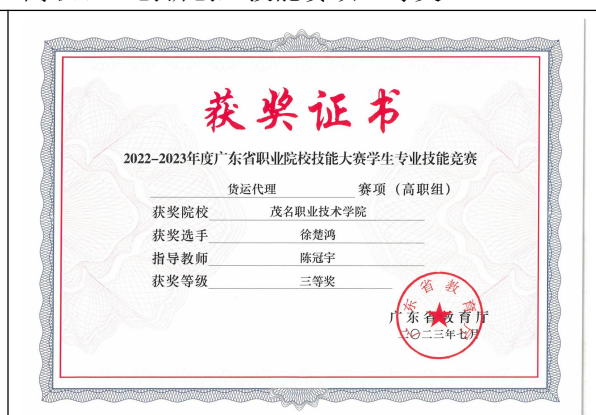 获奖证书
2022-2023年度广东省职业院校技能大赛学生专业技能竞赛
货运代理 赛项（高职组）
获奖院校 茂名职业技术学院
获奖选手 徐楚鸿
指导教师 陈冠宇
获奖等级 三等奖
广东省教育厅
二〇二三年七月